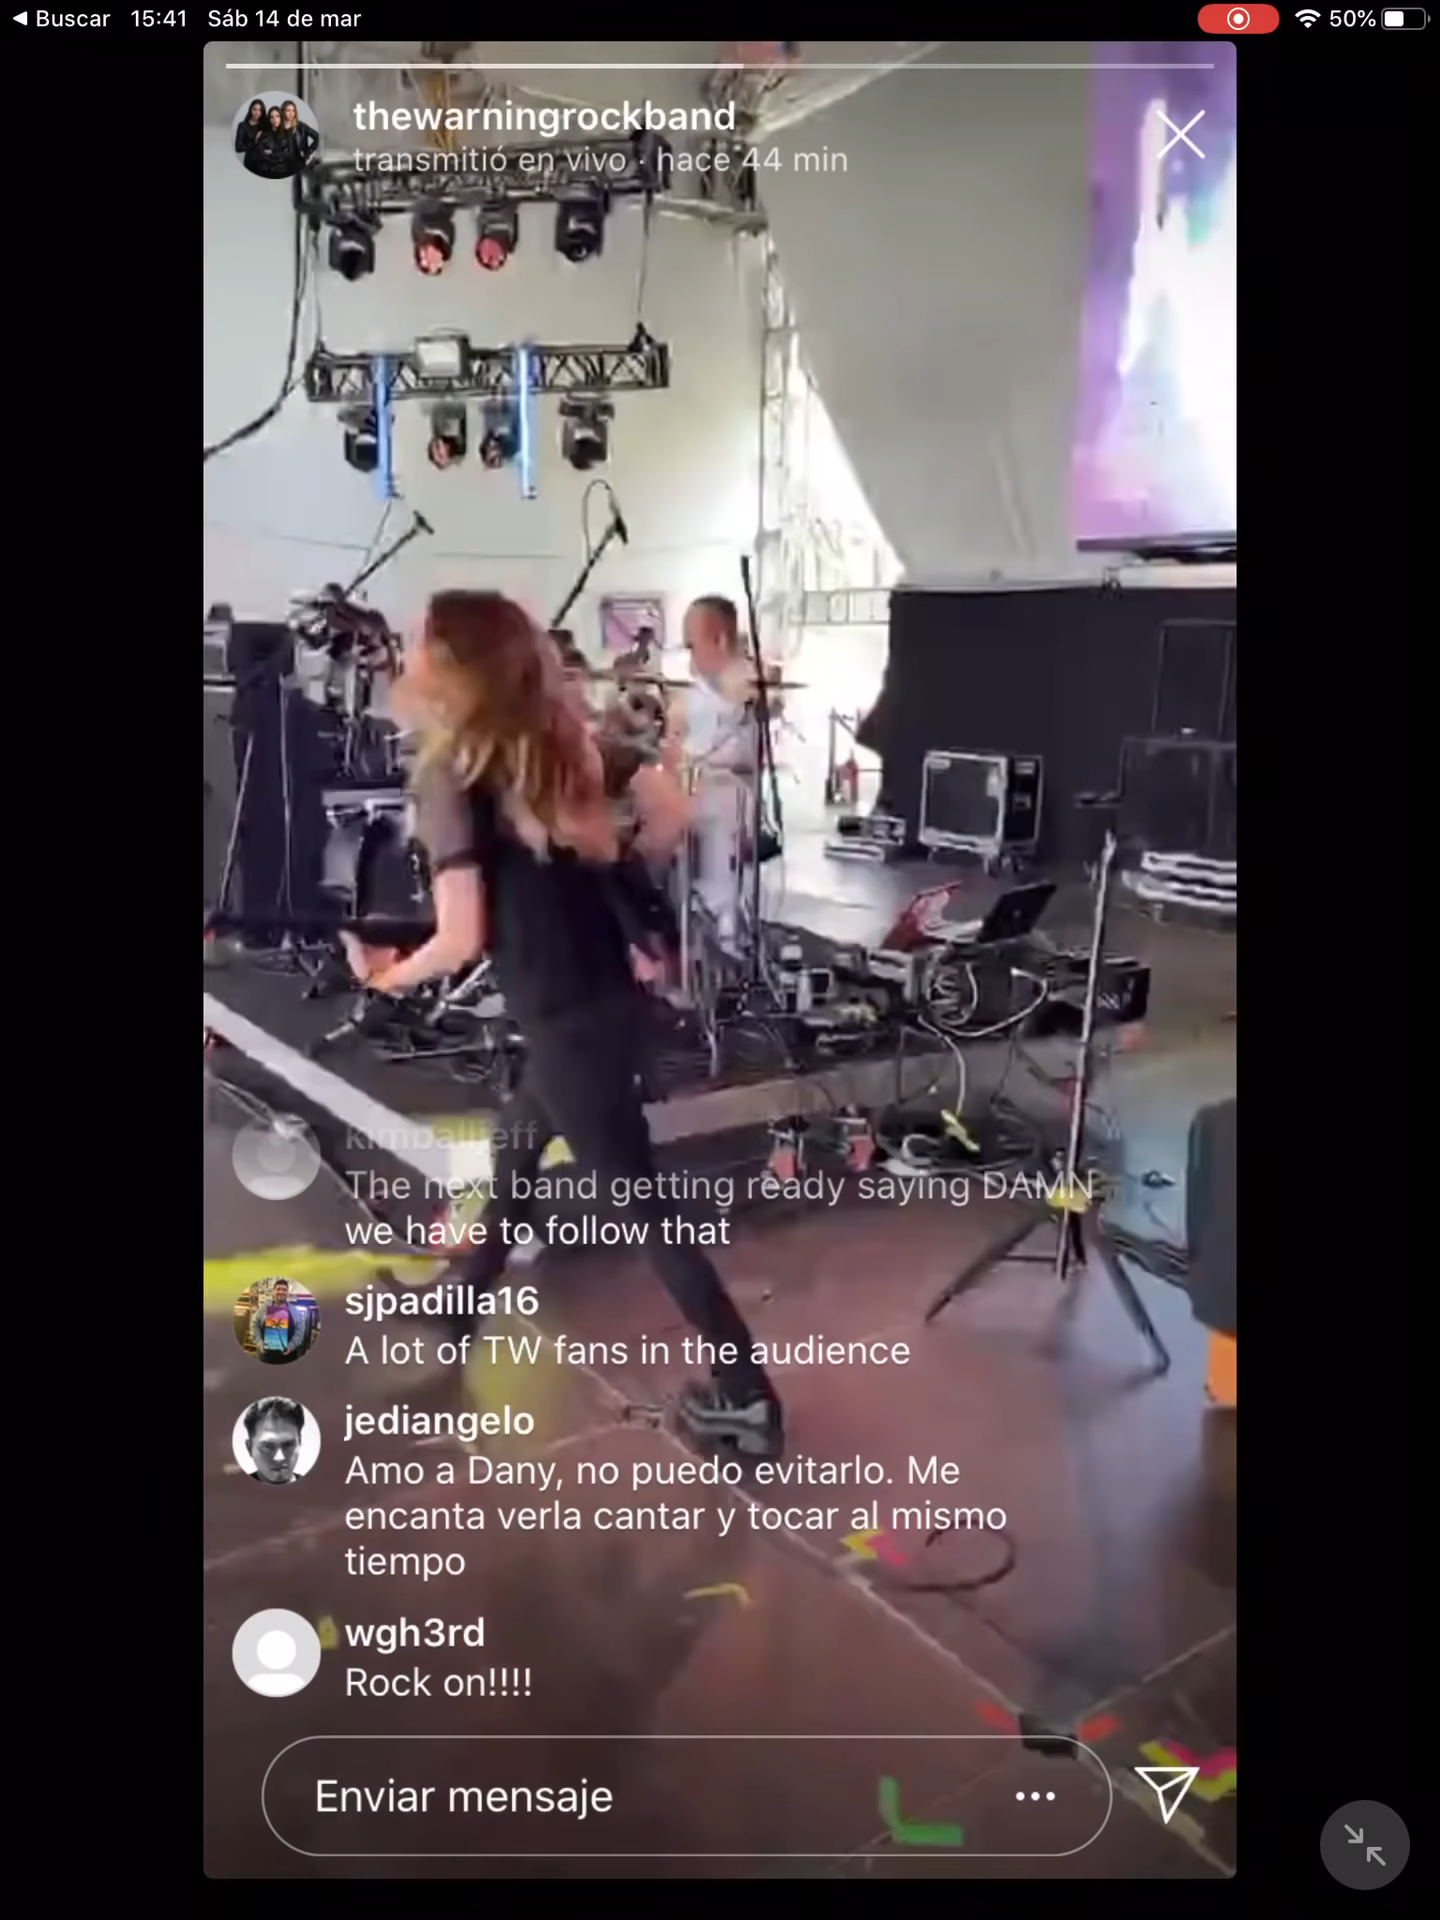 Buscar 15:41 Sáb 14 de mar 50%
thewarningrockband
transmitió en vivo · hace 44 min
kimballjeff
The next band getting ready saying DAMN
we have to follow that
sjpadilla16
A lot of TW fans in the audience
jediangelo
Amo a Dany, no puedo evitarlo. Me
encanta verla cantar y tocar al mismo
tiempo
wgh3rd
Rock on!!!!
Enviar mensaje